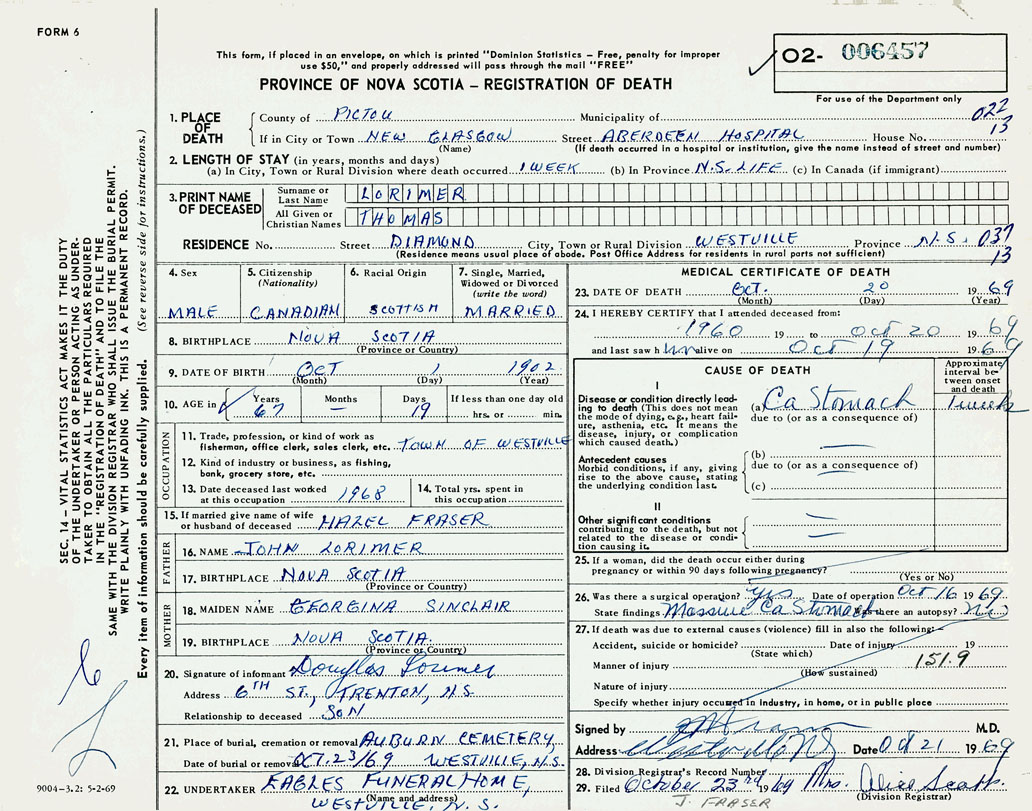 FORM 6
This form, if placed in an envelope, on which is printed "Dominion Statistics – Free, penalty for improper
use $50," and properly addressed will pass through the mail "FREE"
PROVINCE OF NOVA SCOTIA – REGISTRATION OF DEATH
02- 006457
For use of the Department only
1. PLACE OF DEATH County of PICTOU Municipality of 022
If in City or Town NEW GLASGOW Street ABERDEEN HOSPITAL House No. 13
(Name) (If death occurred in a hospital or institution, give the name instead of street and number)
2. LENGTH OF STAY (in years, months and days)
(a) In City, Town or Rural Division where death occurred 1 WEEK (b) In Province N.S. LIFE (c) In Canada (if immigrant)
3. PRINT NAME OF DECEASED Surname or Last Name LORIMER
All Given or Christian Names THOMAS
RESIDENCE No. Street DIAMOND City, Town or Rural Division WESTVILLE Province N.S. 037
(Residence means usual place of abode. Post Office Address for residents in rural parts not sufficient) 13
4. Sex MALE
5. Citizenship (Nationality) CANADIAN
6. Racial Origin SCOTTISH
7. Single, Married, Widowed or Divorced (write the word) MARRIED
8. BIRTHPLACE NOVA SCOTIA
(Province or Country)
9. DATE OF BIRTH OCT 1 1902
(Month) (Day) (Year)
10. AGE in Years 67 Months – Days 19 If less than one day old hrs. or min.
OCCUPATION
11. Trade, profession, or kind of work as
fisherman, office clerk, sales clerk, etc. TOWN OF WESTVILLE
12. Kind of industry or business, as fishing,
bank, grocery store, etc.
13. Date deceased last worked at this occupation 1968
14. Total yrs. spent in this occupation
15. If married give name of wife
or husband of deceased HAZEL FRASER
FATHER
16. NAME JOHN LORIMER
17. BIRTHPLACE NOVA SCOTIA
(Province or Country)
MOTHER
18. MAIDEN NAME GEORGINA SINCLAIR
19. BIRTHPLACE NOVA SCOTIA.
(Province or Country)
20. Signature of informant Douglas Lorimer
Address 6TH ST., TRENTON, N.S.
Relationship to deceased SON
21. Place of burial, cremation or removal AUBURN CEMETERY,
Date of burial or removal OCT. 23/69 WESTVILLE, N.S.
22. UNDERTAKER EAGLES FUNERAL HOME,
(Name and address)
WESTVILLE, N. S.
MEDICAL CERTIFICATE OF DEATH
23. DATE OF DEATH OCT. 20 1969
(Month) (Day) (Year)
24. I HEREBY CERTIFY that I attended deceased from:
1960 19 to Oct 20 1969
and last saw him alive on Oct 19 1969
CAUSE OF DEATH
Approximate interval between onset and death
I
Disease or condition directly leading to death (This does not mean the mode of dying, e.g., heart failure, asthenia, etc. It means the disease, injury, or complication which caused death.)
(a) Ca Stomach 1 week
due to (or as a consequence of)
Antecedent causes
Morbid conditions, if any, giving rise to the above cause, stating the underlying condition last.
(b)
due to (or as a consequence of)
(c)
II
Other significant conditions
contributing to the death, but not related to the disease or condition causing it.
25. If a woman, did the death occur either during
pregnancy or within 90 days following pregnancy?
(Yes or No)
26. Was there a surgical operation? yes Date of operation Oct 16 1969
State findings Massive Ca Stomach Was there an autopsy? no
27. If death was due to external causes (violence) fill in also the following:–
Accident, suicide or homicide? Date of injury 19
(State which)
Manner of injury 151.9
(How sustained)
Nature of injury
Specify whether injury occurred in industry, in home, or in public place
Signed by M.D.
Address Westville NS Date Oct 21 1969
28. Division Registrar's Record Number
29. Filed October 23rd 1969 Mrs. Alice Scott
(Division Registrar)
J. FRASER
SEC. 14 – VITAL STATISTICS ACT MAKES IT THE DUTY
OF THE UNDERTAKER OR PERSON ACTING AS UNDER-
TAKER TO OBTAIN ALL THE PARTICULARS REQUIRED
IN THE "REGISTRATION OF DEATH" AND TO FILE THE
SAME WITH THE DIVISION REGISTRAR WHO SHALL ISSUE THE BURIAL PERMIT.
WRITE PLAINLY WITH UNFADING INK. THIS IS A PERMANENT RECORD.
Every item of information should be carefully supplied. (See reverse side for instructions.)
9004–3.2: 5-2-69